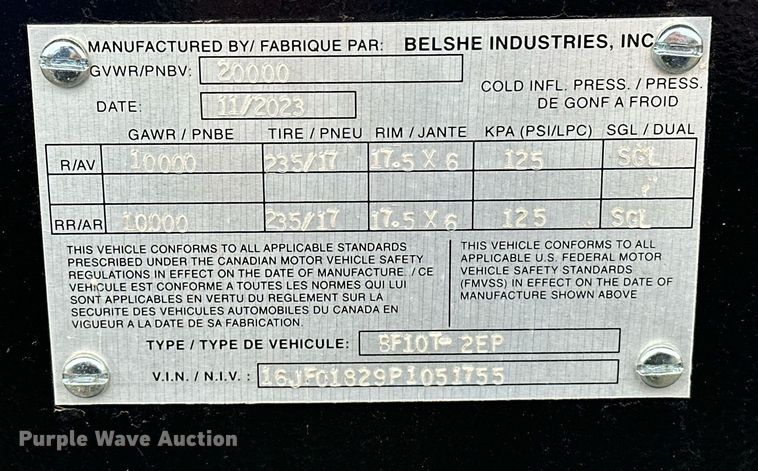 MANUFACTURED BY/ FABRIQUE PAR: BELSHE INDUSTRIES, INC
GVWR/PNBV: 20000
COLD INFL. PRESS. / PRESS.
DE GONF A FROID
DATE: 11/2023
GAWR / PNBE TIRE / PNEU RIM / JANTE KPA (PSI/LPC) SGL / DUAL
R/AV 10000 235/17 17.5 X 6 125 SGL
RR/AR 10000 235/17 17.5 X 6 125 SGL
THIS VEHICLE CONFORMS TO ALL APPLICABLE STANDARDS
PRESCRIBED UNDER THE CANADIAN MOTOR VEHICLE SAFETY
REGULATIONS IN EFFECT ON THE DATE OF MANUFACTURE. / CE
VEHICULE EST CONFORME A TOUTES LES NORMES QUI LUI
SONT APPLICABLES EN VERTU DU REGLEMENT SUR LA
SECURITE DES VEHICULES AUTOMOBILES DU CANADA EN
VIGUEUR A LA DATE DE SA FABRICATION.
THIS VEHICLE CONFORMS TO ALL
APPLICABLE U.S. FEDERAL MOTOR
VEHICLE SAFETY STANDARDS
(FMVSS) IN EFFECT ON THE DATE OF
MANUFACTURE SHOWN ABOVE
TYPE / TYPE DE VEHICULE: BF10T-2EP
V.I.N. / N.I.V. : 16JF01829P1051755
Purple Wave Auction